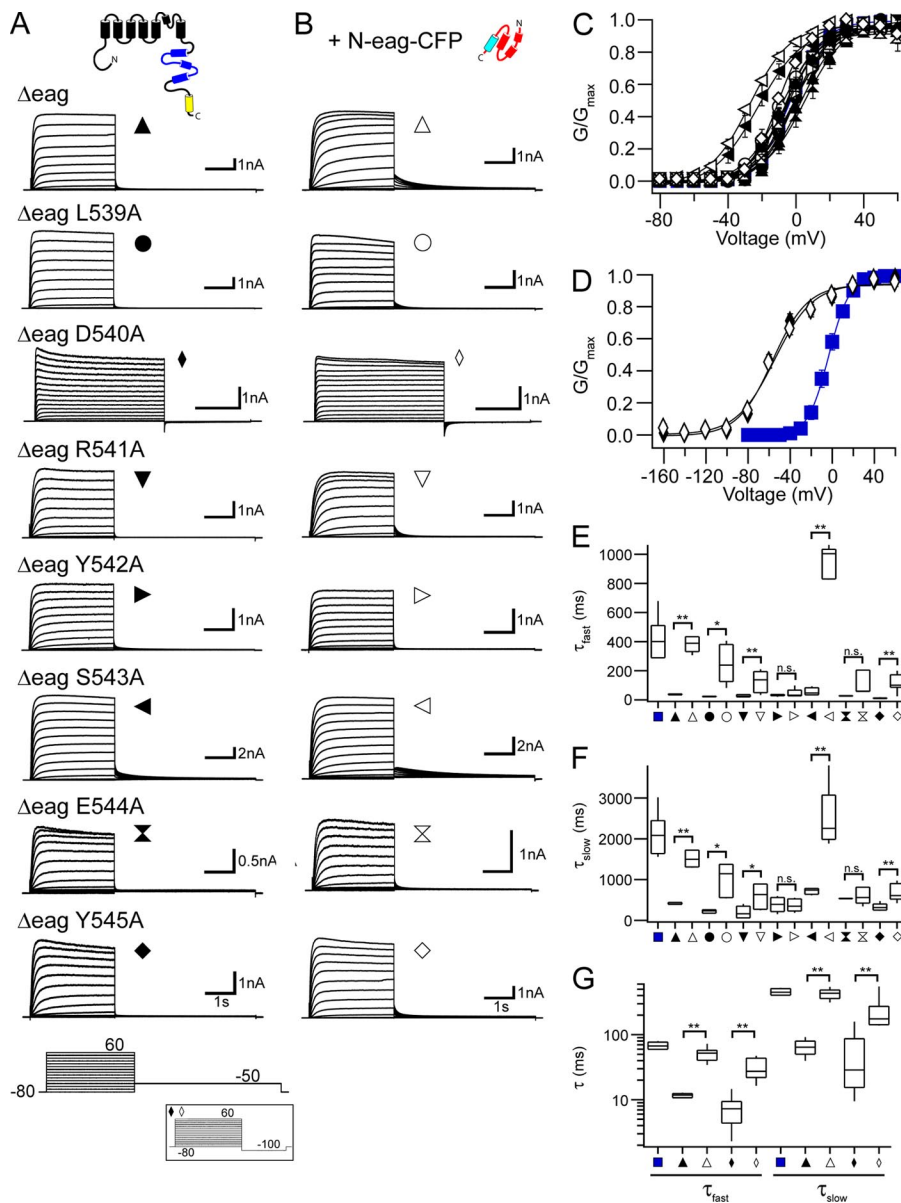 A
B
+ N-eag-CFP
N
C
N
C
Δeag
1nA
1nA
Δeag L539A
1nA
1nA
Δeag D540A
1nA
1nA
Δeag R541A
1nA
1nA
Δeag Y542A
1nA
1nA
Δeag S543A
2nA
2nA
Δeag E544A
0.5nA
1nA
Δeag Y545A
1nA
1s
1nA
1s
60
-80
-50
60
-80
-100
C
G/Gmax
1.0
0.8
0.6
0.4
0.2
0.0
-80 -40 0 40
Voltage (mV)
D
G/Gmax
1.0
0.8
0.6
0.4
0.2
0.0
-160 -120 -80 -40 0 40
Voltage (mV)
E
τfast (ms)
1000
800
600
400
200
0
** * ** n.s. ** n.s. **
F
τslow (ms)
3000
2000
1000
0
** * * n.s. ** n.s. **
G
τ (ms)
100
10
** ** ** **
τfast τslow